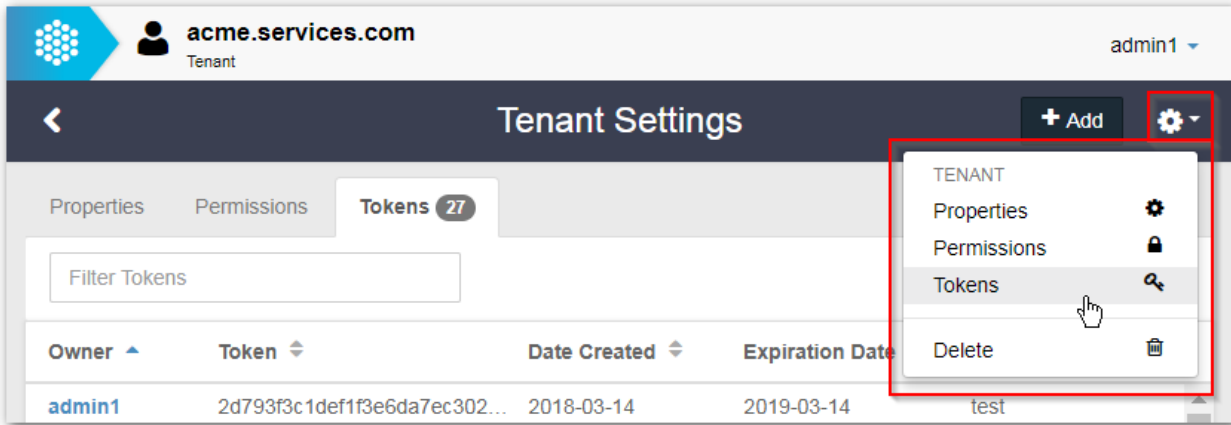 acme.services.com
Tenant
admin1
Tenant Settings
+ Add
Properties
Permissions
Tokens 27
TENANT
Properties
Permissions
Tokens
Delete
Filter Tokens
Owner Token Date Created Expiration Date
admin1 2d793f3c1def1f3e6da7ec302... 2018-03-14 2019-03-14 test